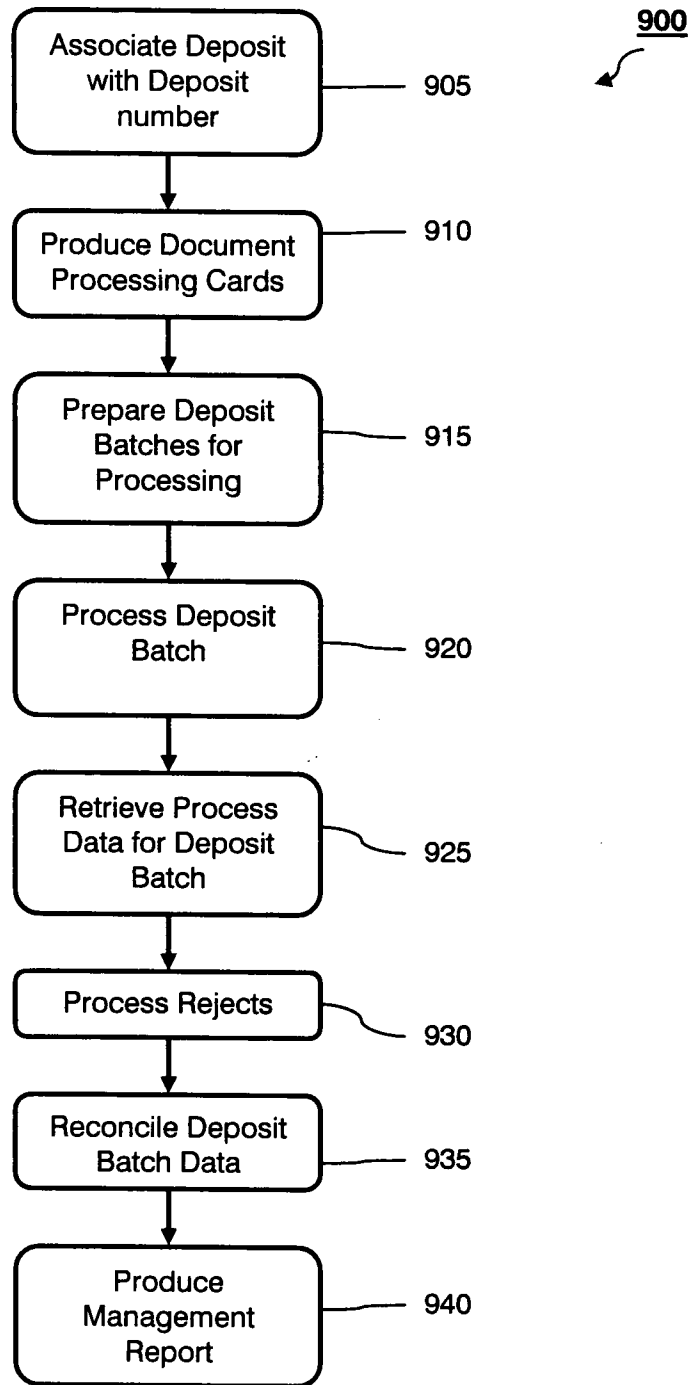 900
Associate Deposit
with Deposit
number
905
Produce Document
Processing Cards
910
Prepare Deposit
Batches for
Processing
915
Process Deposit
Batch
920
Retrieve Process
Data for Deposit
Batch
925
Process Rejects
930
Reconcile Deposit
Batch Data
935
Produce
Management
Report
940